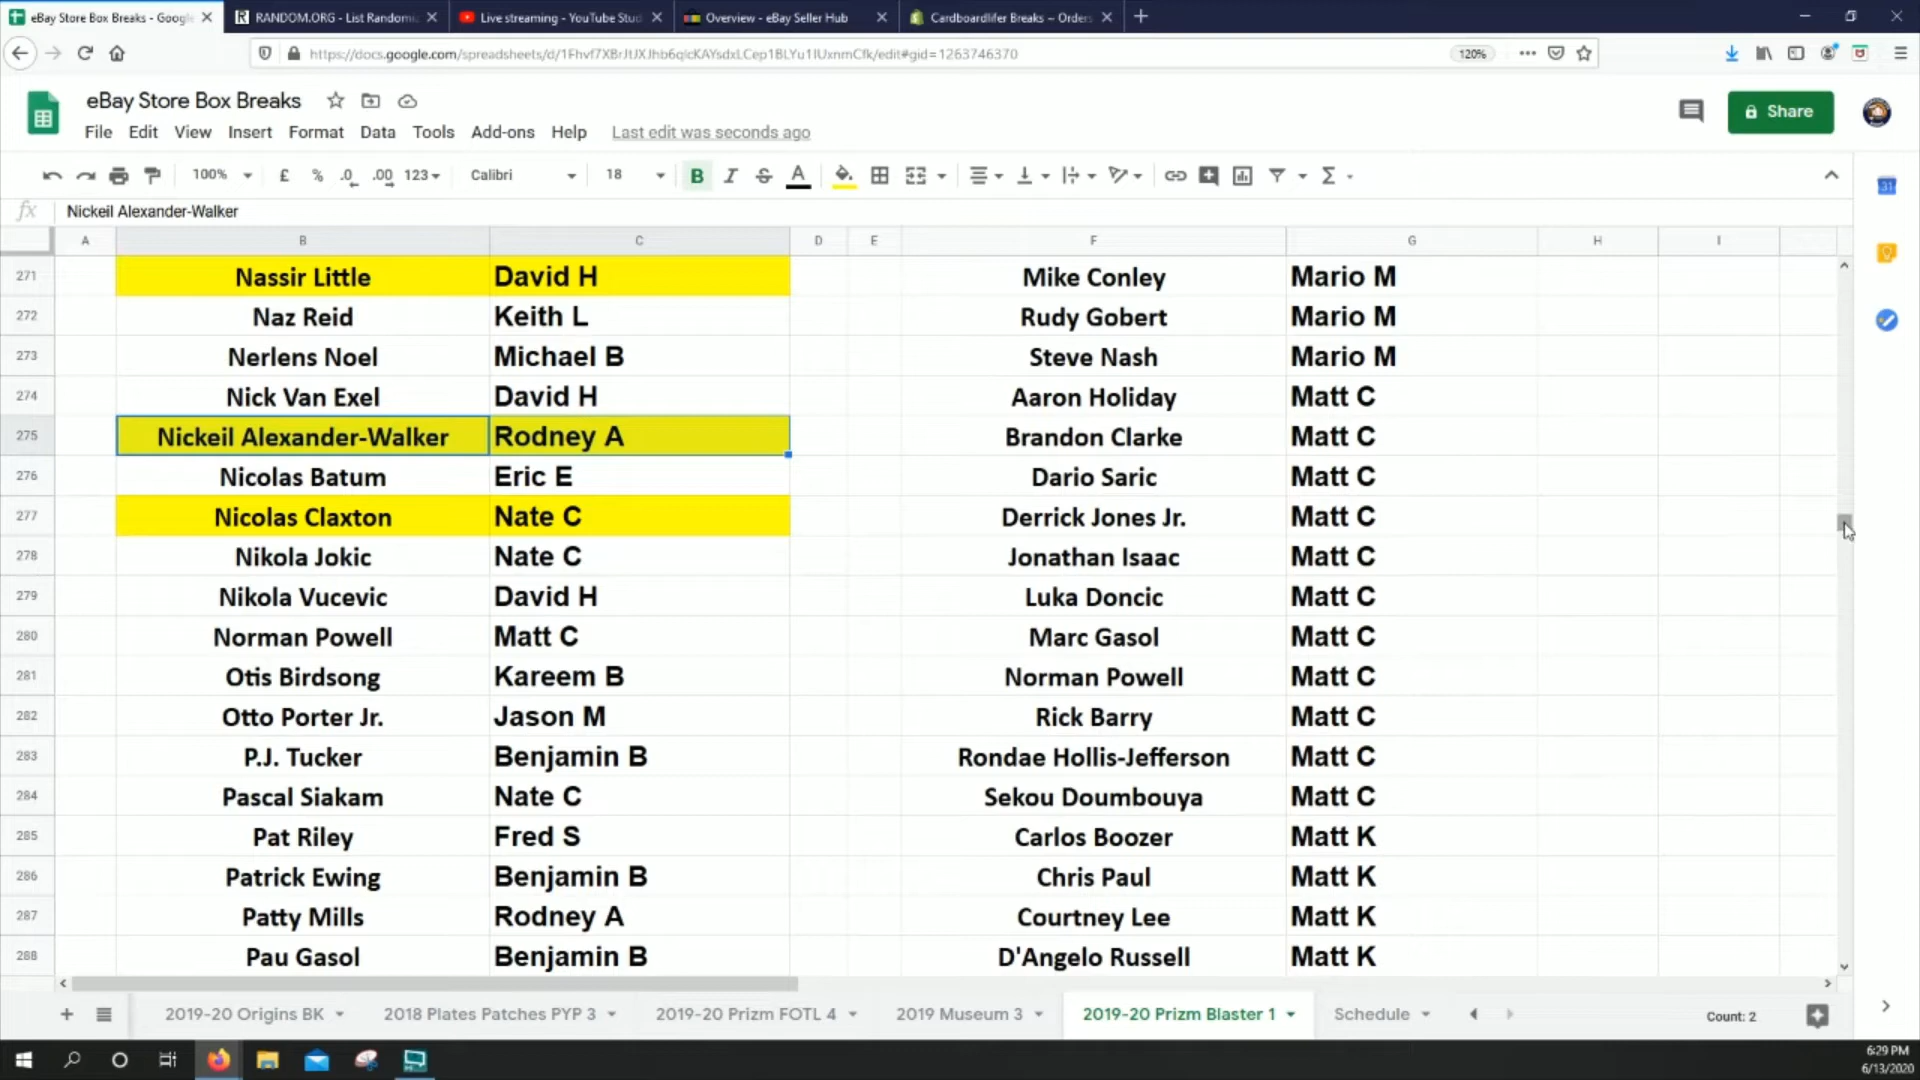 eBay Store Box Breaks - Google
RANDOM.ORG - List Randomi
Live streaming - YouTube Stud
Overview - eBay Seller Hub
Cardboardlifer Breaks ~ Orders
120%
eBay Store Box Breaks
Share
File Edit View Insert Format Data Tools Add-ons Help Last edit was seconds ago
100% £ % .0 .00 123 Calibri 18 B I S A
fx Nickeil Alexander-Walker
A B C D E F G H I
271 Nassir Little David H Mike Conley Mario M
272 Naz Reid Keith L Rudy Gobert Mario M
273 Nerlens Noel Michael B Steve Nash Mario M
274 Nick Van Exel David H Aaron Holiday Matt C
275 Nickeil Alexander-Walker Rodney A Brandon Clarke Matt C
276 Nicolas Batum Eric E Dario Saric Matt C
277 Nicolas Claxton Nate C Derrick Jones Jr. Matt C
278 Nikola Jokic Nate C Jonathan Isaac Matt C
279 Nikola Vucevic David H Luka Doncic Matt C
280 Norman Powell Matt C Marc Gasol Matt C
281 Otis Birdsong Kareem B Norman Powell Matt C
282 Otto Porter Jr. Jason M Rick Barry Matt C
283 P.J. Tucker Benjamin B Rondae Hollis-Jefferson Matt C
284 Pascal Siakam Nate C Sekou Doumbouya Matt C
285 Pat Riley Fred S Carlos Boozer Matt K
286 Patrick Ewing Benjamin B Chris Paul Matt K
287 Patty Mills Rodney A Courtney Lee Matt K
288 Pau Gasol Benjamin B D'Angelo Russell Matt K
2019-20 Origins BK 2018 Plates Patches PYP 3 2019-20 Prizm FOTL 4 2019 Museum 3 2019-20 Prizm Blaster 1 Schedule Count: 2
6:29 PM
6/13/2020